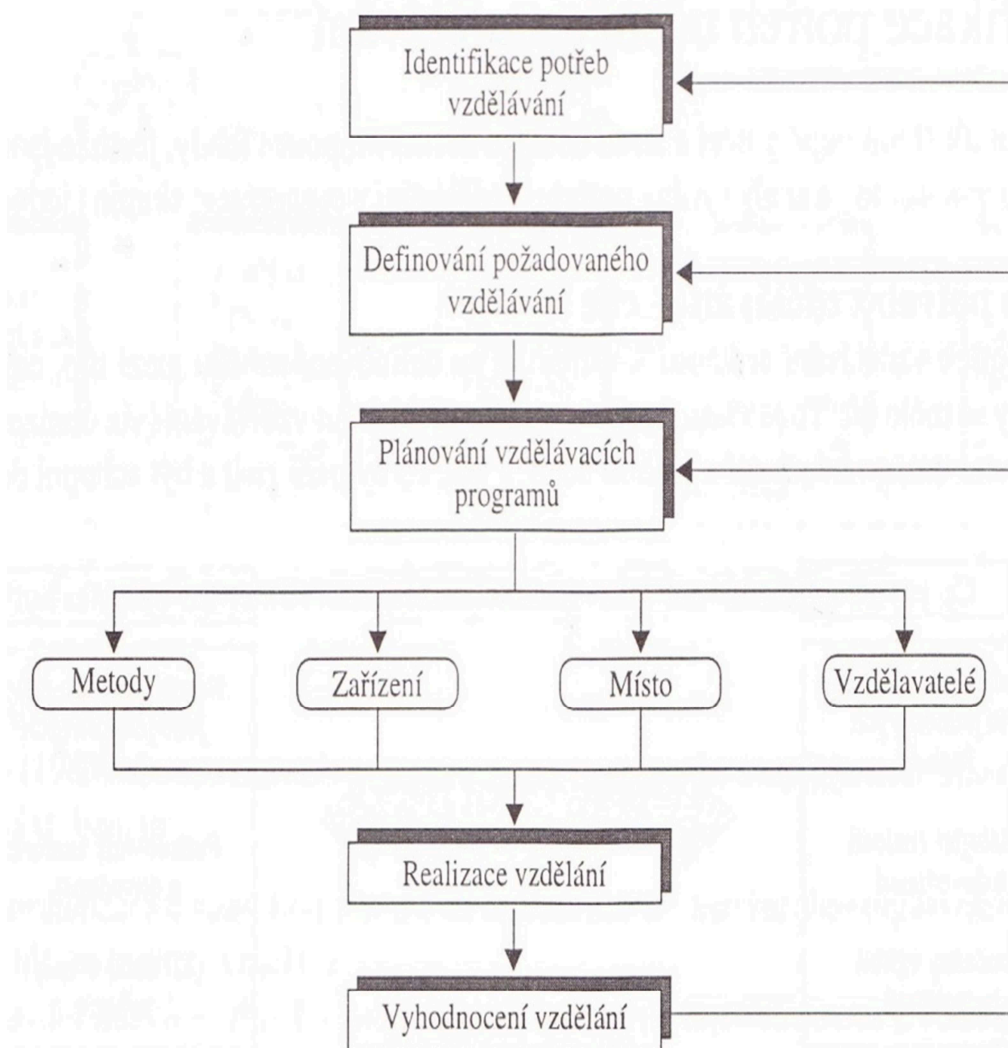 Identifikace potřeb
vzdělávání
Definování požadovaného
vzdělávání
Plánování vzdělávacích
programů
Metody
Zařízení
Místo
Vzdělavatelé
Realizace vzdělání
Vyhodnocení vzdělání